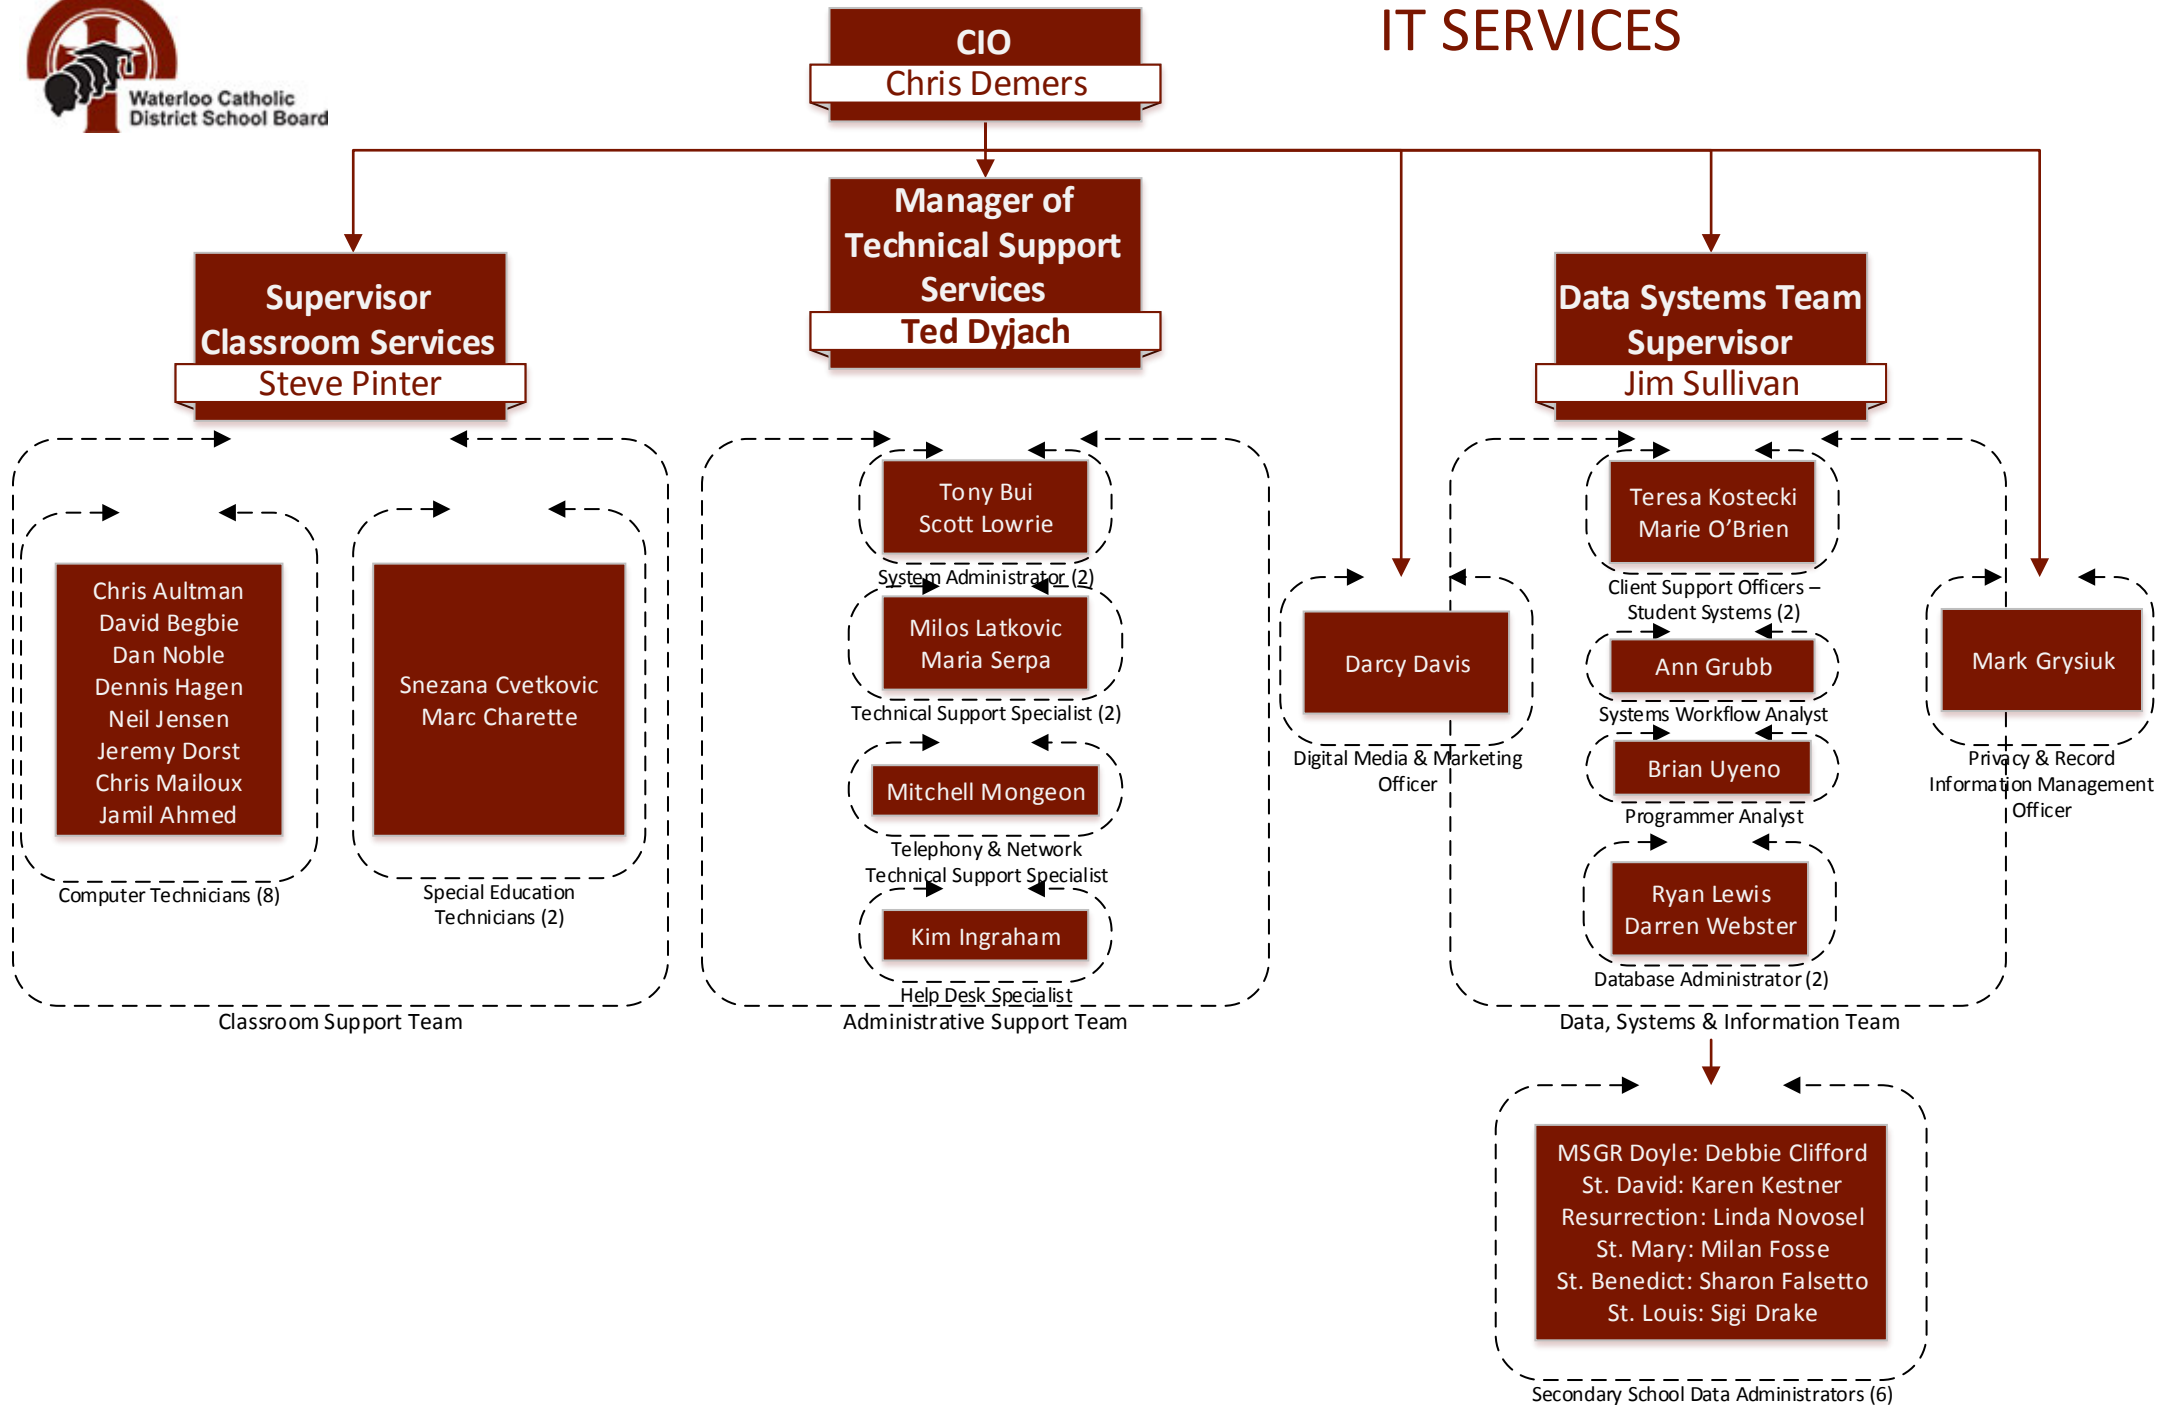 Waterloo Catholic
District School Board
IT SERVICES
CIO
Chris Demers
Supervisor
Classroom Services
Steve Pinter
Manager of
Technical Support
Services
Ted Dyjach
Data Systems Team
Supervisor
Jim Sullivan
Chris Aultman
David Begbie
Dan Noble
Dennis Hagen
Neil Jensen
Jeremy Dorst
Chris Mailoux
Jamil Ahmed
Computer Technicians (8)
Snezana Cvetkovic
Marc Charette
Special Education
Technicians (2)
Classroom Support Team
Tony Bui
Scott Lowrie
System Administrator (2)
Milos Latkovic
Maria Serpa
Technical Support Specialist (2)
Mitchell Mongeon
Telephony & Network
Technical Support Specialist
Kim Ingraham
Help Desk Specialist
Administrative Support Team
Darcy Davis
Digital Media & Marketing
Officer
Teresa Kostecki
Marie O’Brien
Client Support Officers –
Student Systems (2)
Ann Grubb
Systems Workflow Analyst
Brian Uyeno
Programmer Analyst
Ryan Lewis
Darren Webster
Database Administrator (2)
Data, Systems & Information Team
Mark Grysiuk
Privacy & Record
Information Management
Officer
MSGR Doyle: Debbie Clifford
St. David: Karen Kestner
Resurrection: Linda Novosel
St. Mary: Milan Fosse
St. Benedict: Sharon Falsetto
St. Louis: Sigi Drake
Secondary School Data Administrators (6)